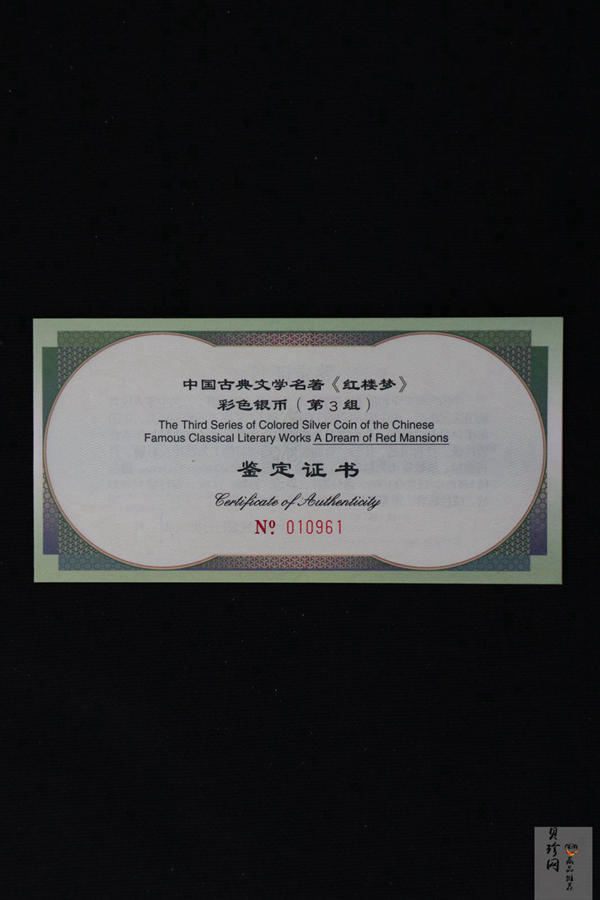 中国古典文学名著《红楼梦》
彩色银币（第3组）
The Third Series of Colored Silver Coin of the Chinese
Famous Classical Literary Works A Dream of Red Mansions
鉴定证书
Certificate of Authenticity
Nº 010961
贝珍网